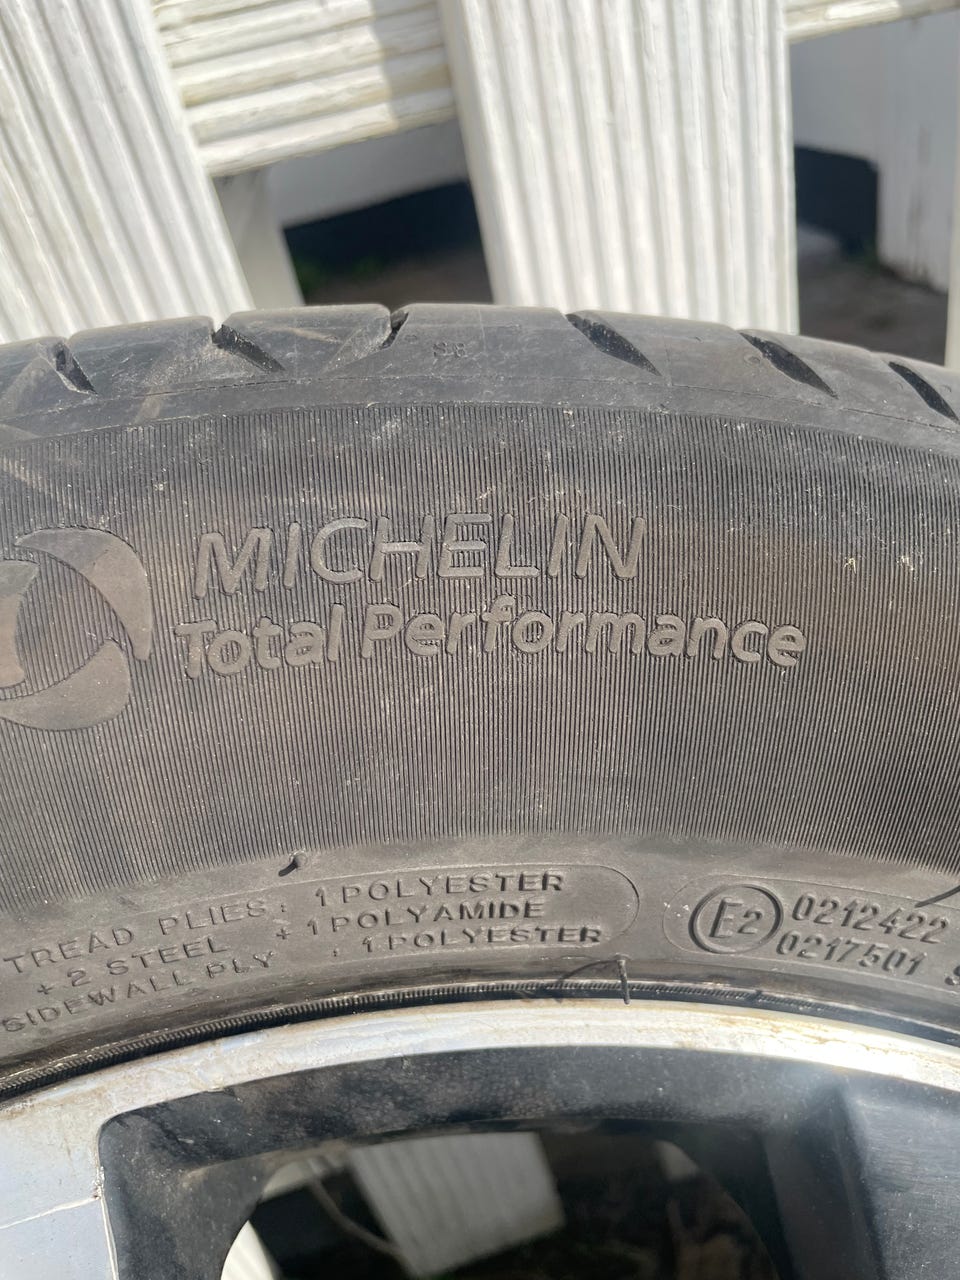 MICHELIN
Total Performance
TREAD PLIES : 1 POLYESTER
+ 2 STEEL + 1 POLYAMIDE
SIDEWALL PLY : 1 POLYESTER
E2 0212422
0217501